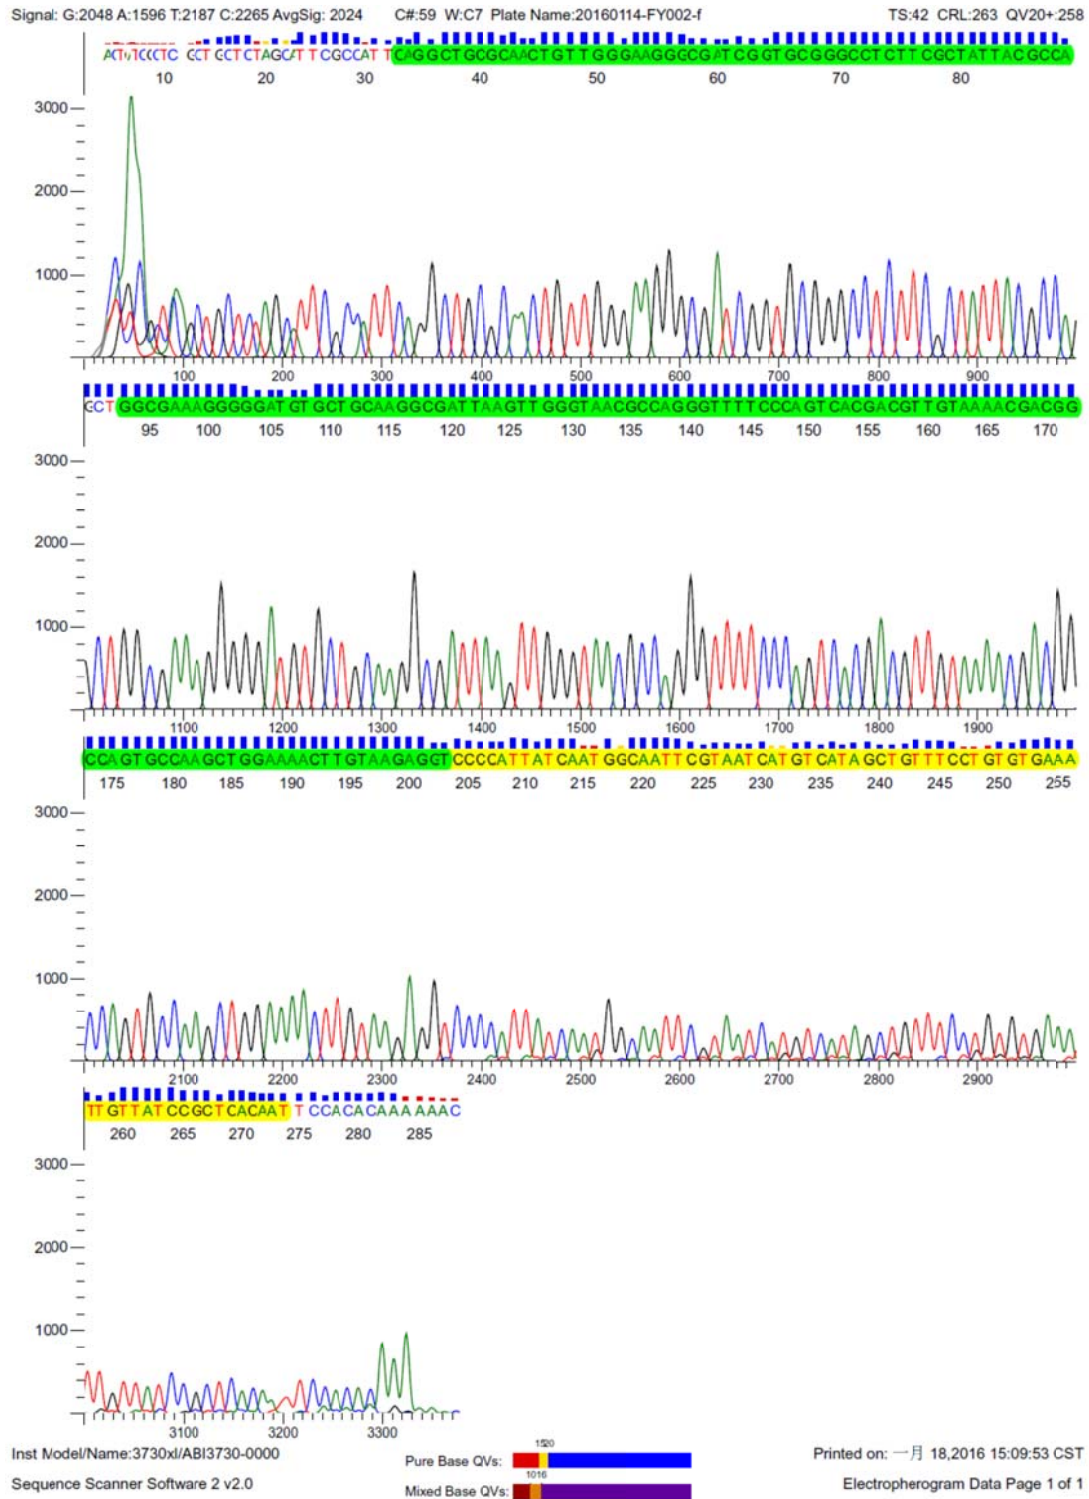 Signal: G:2048 A:1596 T:2187 C:2265 AvgSig: 2024 C#:59 W:C7 Plate Name:20160114-FY002-f TS:42 CRL:263 QV20+:258
GCTCTAGCATTCGCCATTCAGGCTGCGCAACTGTTGGGAAGGGCGATCGGTGCGGGCCTCTTCGCTATTACGCCA
10 20 30 40 50 60 70 80
3000
2000
1000
100 200 300 400 500 600 700 800 900
GCTGGCGAAAGGGGGATGTGCTGCAAGGCGATTAAGTTGGGTAACGCCAGGGTTTTCCCAGTCACGACGTTGTAAAACGACGG
95 100 105 110 115 120 125 130 135 140 145 150 155 160 165 170
3000
2000
1000
1100 1200 1300 1400 1500 1600 1700 1800 1900
CCAGTGCCAAGCTGGAAAACTTGTAAGAGGTCCCCATTATCAATGGCAATTCGTAATCATGTCATAGCTGTTTCCTGTGTGAAA
175 180 185 190 195 200 205 210 215 220 225 230 235 240 245 250 255
3000
2000
1000
2100 2200 2300 2400 2500 2600 2700 2800 2900
TTGTTATCCGCTCACAATTCCACACAAAAAAC
260 265 270 275 280 285
3000
2000
1000
3100 3200 3300
Inst Model/Name:3730xl/ABI3730-0000 Pure Base QVs: 1520 Printed on: 一月 18,2016 15:09:53 CST
Sequence Scanner Software 2 v2.0 Mixed Base QVs: 1016 Electropherogram Data Page 1 of 1